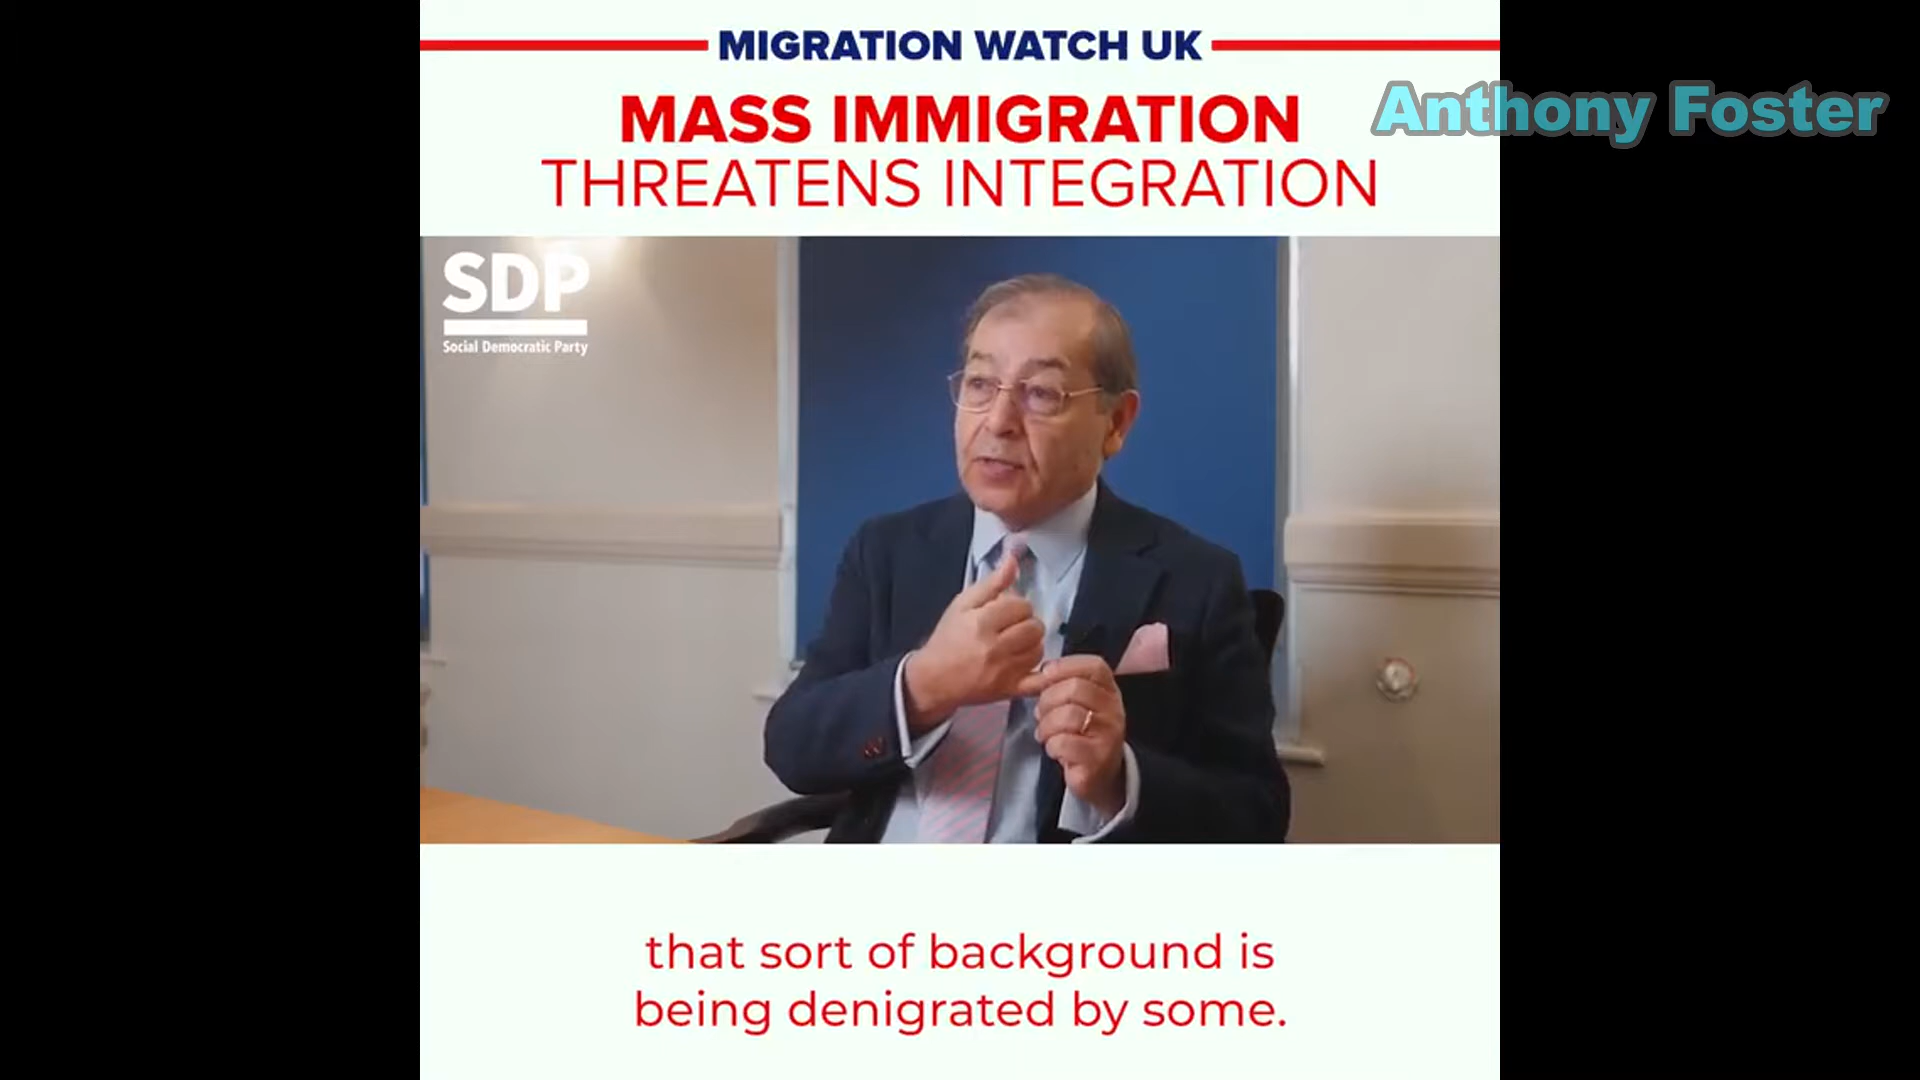 MIGRATION WATCH UK
MASS IMMIGRATION
THREATENS INTEGRATION
Anthony Foster
SDP
Social Democratic Party
that sort of background is
being denigrated by some.